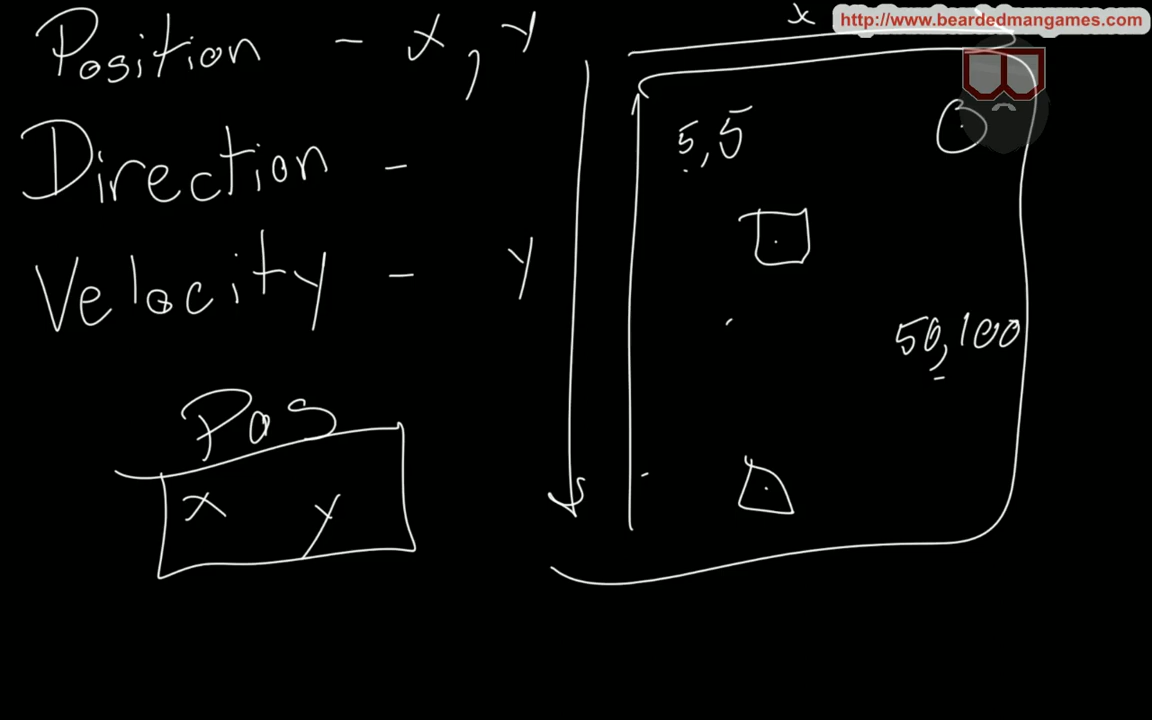 Position - x, y
x
http://www.beardedmangames.com
Direction -
Velocity -
y
5,5
50,100
Pos
x y